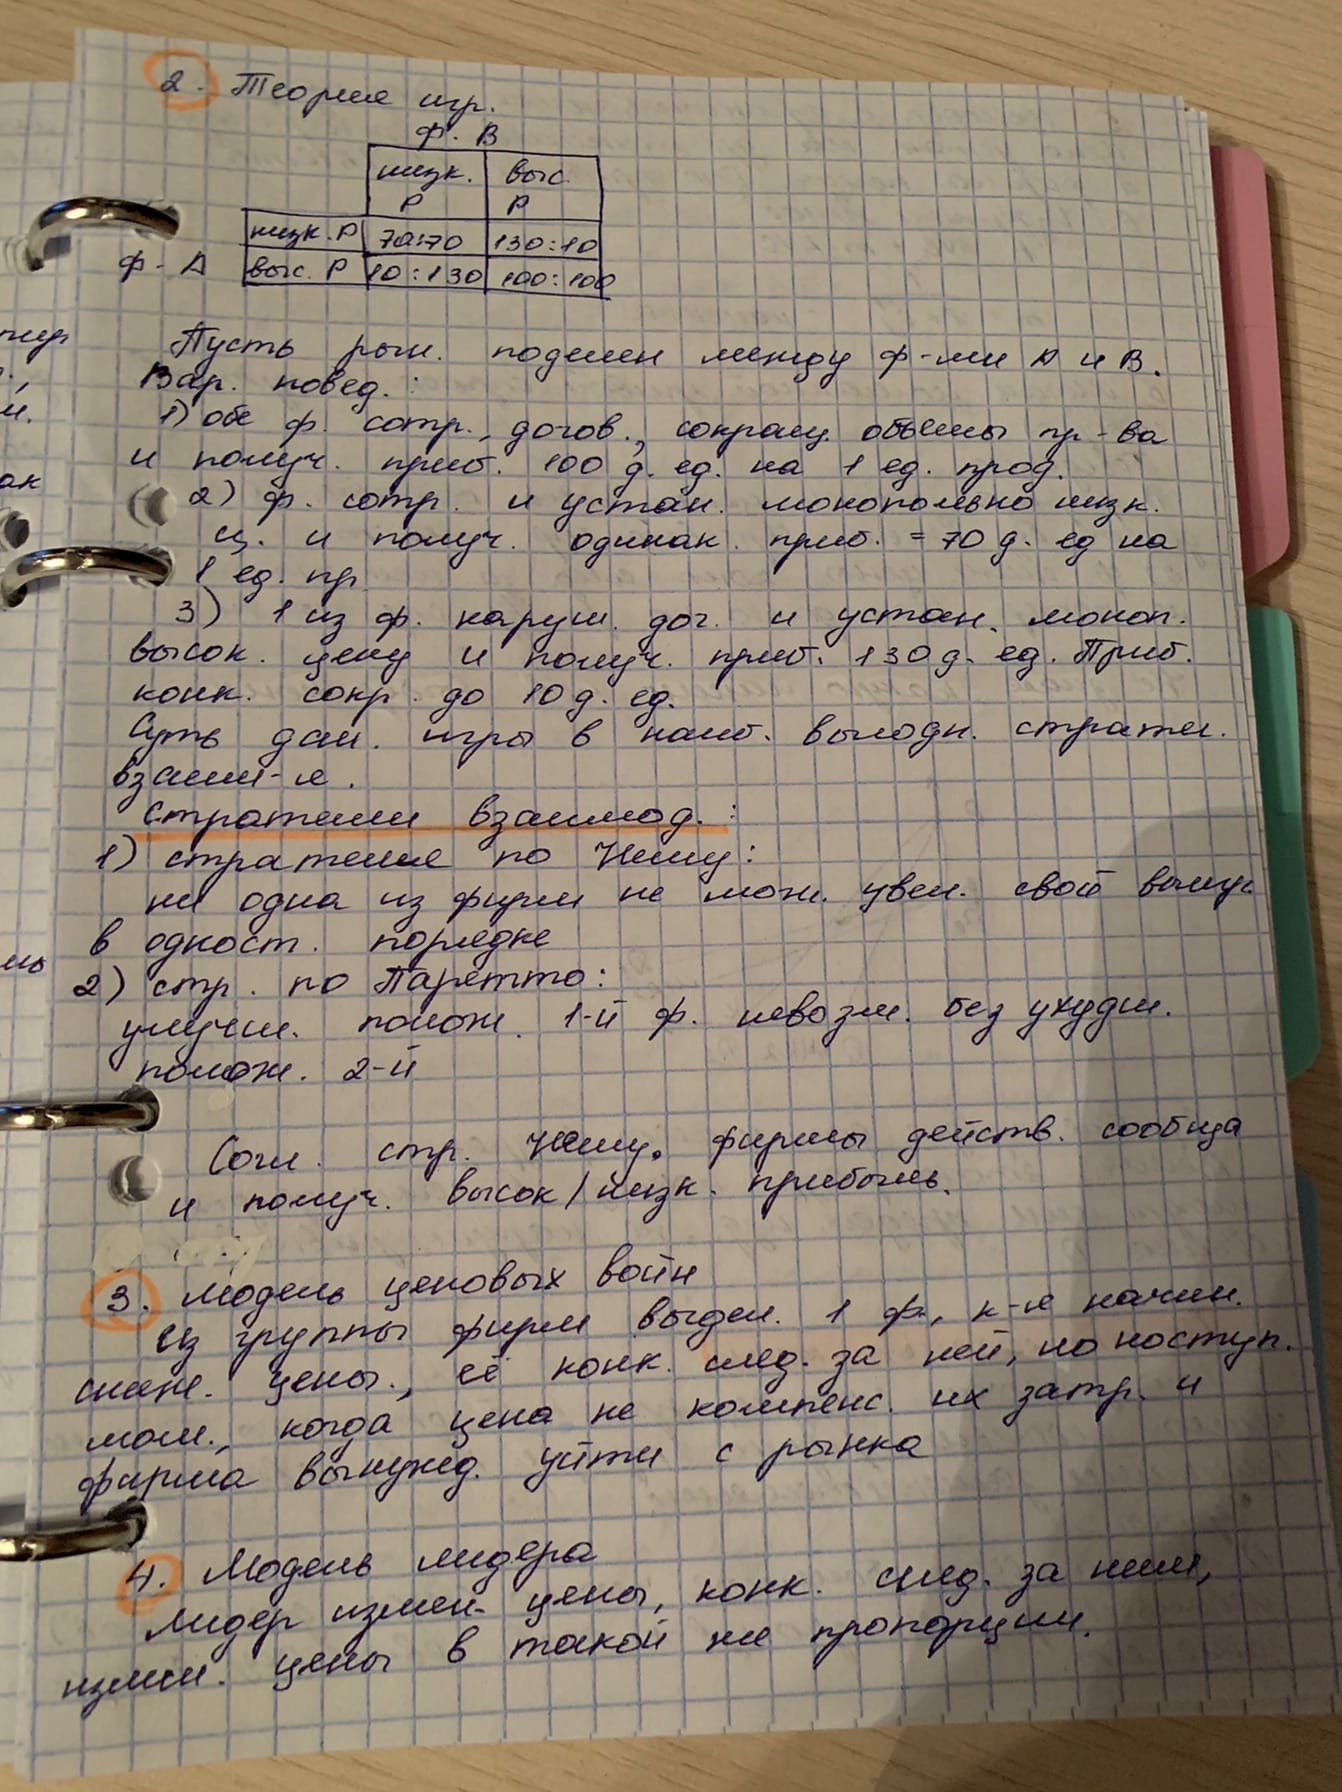 2. Теория игр.
ф. В
низк. Р выс. Р
низк. Р 70:70 130:10
ф. А выс. Р 10:130 100:100
Пусть рын. поделен между ф-ми А и В.
Вар. повед.:
1) обе ф. сотр., догов., сокращ. объемы пр-ва
и получ. приб. 100 д. ед. на 1 ед. прод.
2) ф. сотр. и устан. монопольно низк.
ц. и получ. одинак. приб. = 70 д. ед на
1 ед. пр
3) 1 из ф. наруш. дог. и устан. моноп.
высок. цену и получ. приб. 130 д. ед. Приб.
конк. сокр. до 10 д. ед.
Суть дан. игры в наиб. выгодн. стратег.
взаим-я.
Стратегии взаимод.:
1) стратегия по Нешу:
ни одна из фирм не мож. увел. свой выпус
в одност. порядке
2) стр. по Паретто:
улучш. полож. 1-й ф. невозм. без ухудш.
полож. 2-й
Согл. стр. Нешу. фирмы действ. сообща
и получ. высок/низк. прибыль.
3. Модель ценовых войн
Из группы фирм выдел. 1 ф., к-я начин.
сниж. цены., её конк. след. за ней, но наступ.
мом., когда цена не компенс. их затр. и
фирма вынужд. уйти с рынка
4. Модель лидера
Лидер измен. цены, конк. след. за ним,
измен. цены в такой же пропорции.